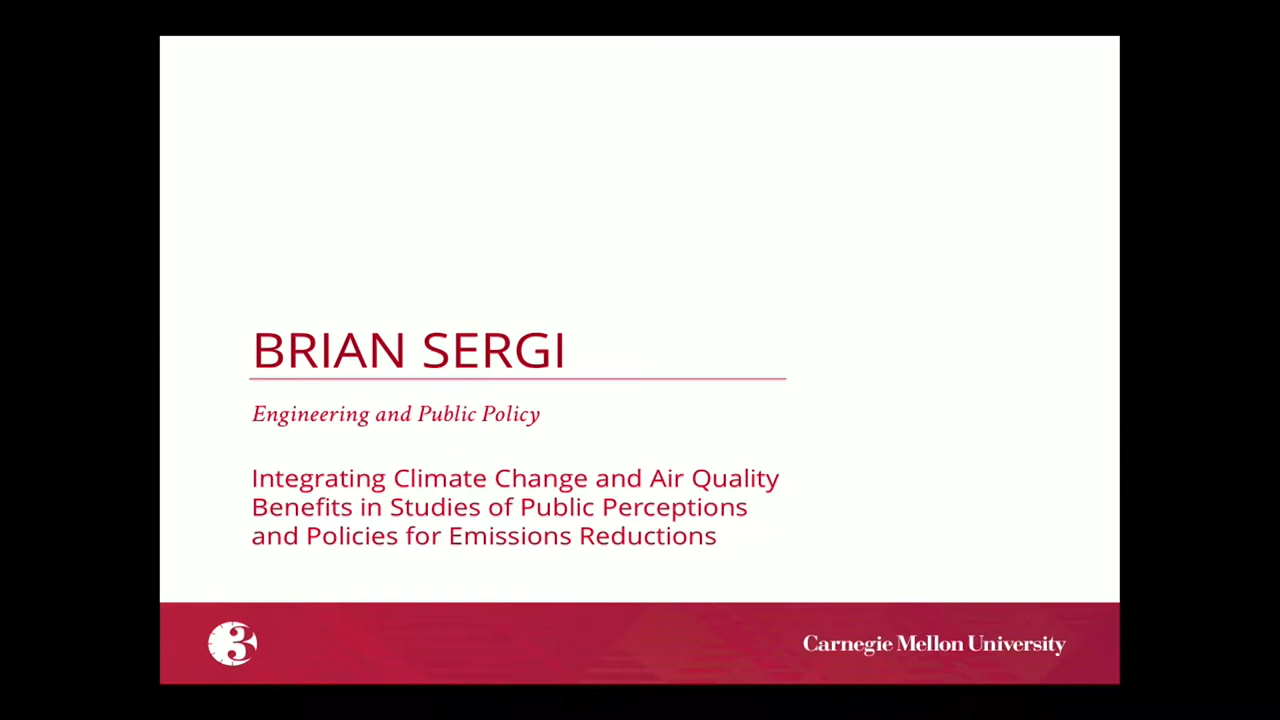 BRIAN SERGI
Engineering and Public Policy
Integrating Climate Change and Air Quality
Benefits in Studies of Public Perceptions
and Policies for Emissions Reductions
3
Carnegie Mellon University